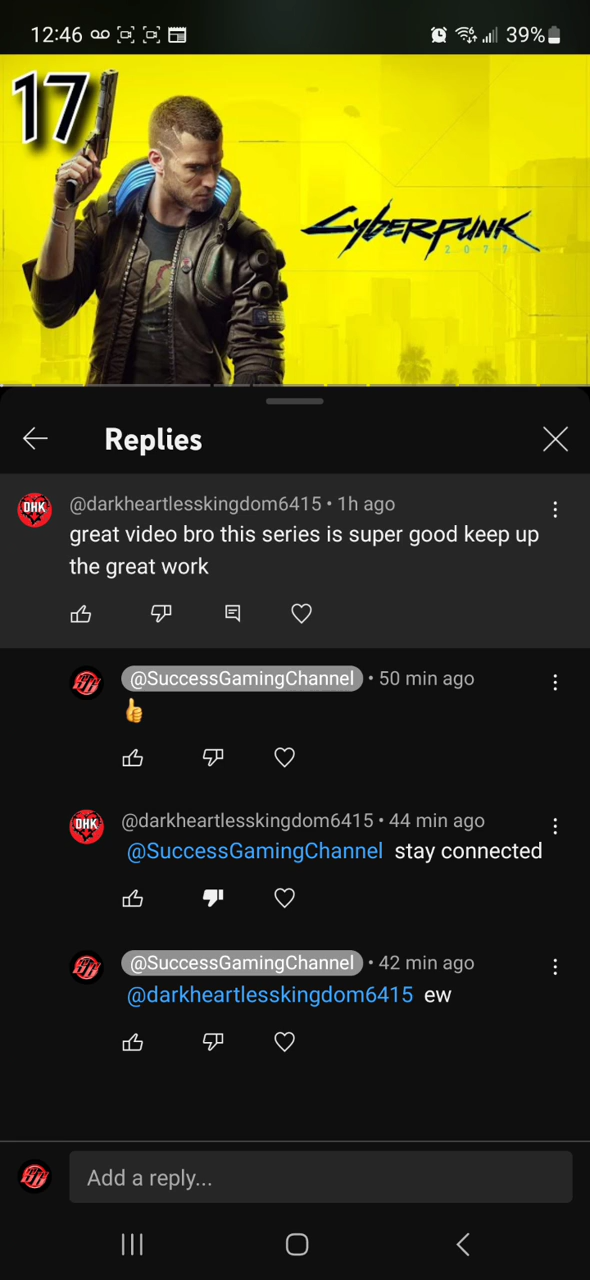 12:46
39%
17
CYBERPUNK
2077
Replies
@darkheartlesskingdom6415 • 1h ago
great video bro this series is super good keep up
the great work
DHK
@SuccessGamingChannel • 50 min ago
👍
DHK
@darkheartlesskingdom6415 • 44 min ago
@SuccessGamingChannel stay connected
@SuccessGamingChannel • 42 min ago
@darkheartlesskingdom6415 ew
Add a reply...